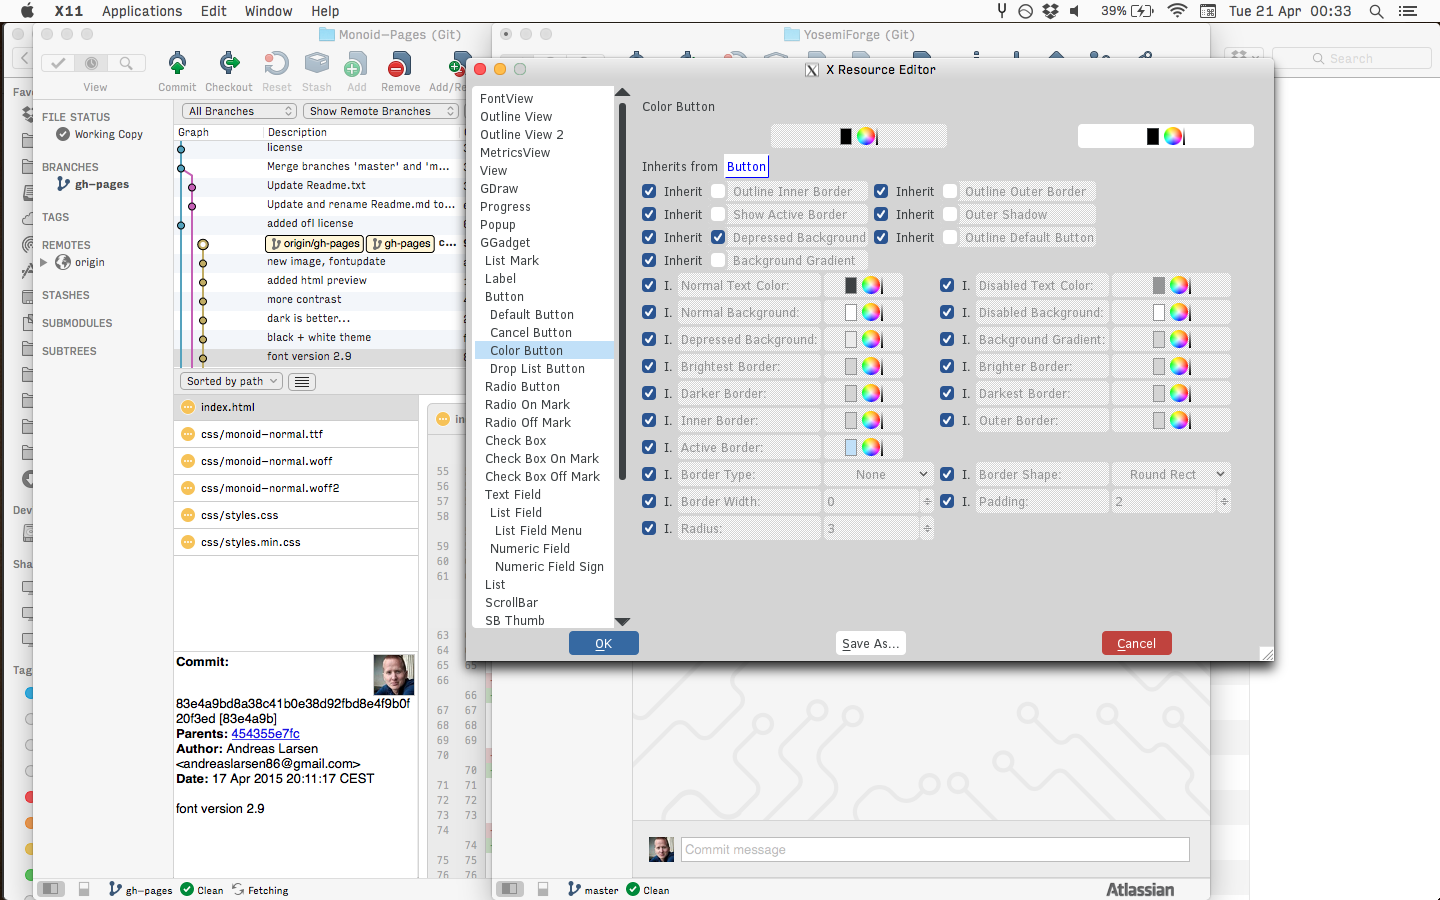 X11 Applications Edit Window Help
39% Tue 21 Apr 00:33
Monoid—Pages (Git)
YosemiForge (Git)
View Commit Checkout Reset Stash Add Remove Add/Re
Search
X Resource Editor
Fav
Dev
Sha
Tag
FILE STATUS
Working Copy
BRANCHES
gh-pages
TAGS
REMOTES
origin
STASHES
SUBMODULES
SUBTREES
All Branches
Show Remote Branches
Graph Description
license
Merge branches 'master' and 'm...
Update Readme.txt
Update and rename Readme.md to...
added ofl license
origin/gh-pages gh-pages c...
new image, fontupdate
added html preview
more contrast
dark is better...
black + white theme
font version 2.9
Sorted by path
index.html
css/monoid-normal.ttf
css/monoid-normal.woff
css/monoid-normal.woff2
css/styles.css
css/styles.min.css
Commit:
83e4a9bd8a38c41b0e38d92fbd8e4f9b0f
20f3ed [83e4a9b]
Parents: 454355e7fc
Author: Andreas Larsen
<andreaslarsen86@gmail.com>
Date: 17 Apr 2015 20:11:17 CEST
font version 2.9
gh-pages Clean Fetching
in
55
56
57
58
59
60
61
63
64
65
66
66
67 67
68 68
69 69
70
70
71 71
72 72
73 73
74
74
75 75
76 76
FontView
Outline View
Outline View 2
MetricsView
View
GDraw
Progress
Popup
GGadget
List Mark
Label
Button
Default Button
Cancel Button
Color Button
Drop List Button
Radio Button
Radio On Mark
Radio Off Mark
Check Box
Check Box On Mark
Check Box Off Mark
Text Field
List Field
List Field Menu
Numeric Field
Numeric Field Sign
List
ScrollBar
SB Thumb
Color Button
Inherits from Button
Inherit Outline Inner Border Inherit Outline Outer Border
Inherit Show Active Border Inherit Outer Shadow
Inherit Depressed Background Inherit Outline Default Button
Inherit Background Gradient
I. Normal Text Color: I. Disabled Text Color:
I. Normal Background: I. Disabled Background:
I. Depressed Background: I. Background Gradient:
I. Brightest Border: I. Brighter Border:
I. Darker Border: I. Darkest Border:
I. Inner Border: I. Outer Border:
I. Active Border:
I. Border Type: None I. Border Shape: Round Rect
I. Border Width: 0 I. Padding: 2
I. Radius: 3
OK Save As... Cancel
Commit message
master Clean
Atlassian